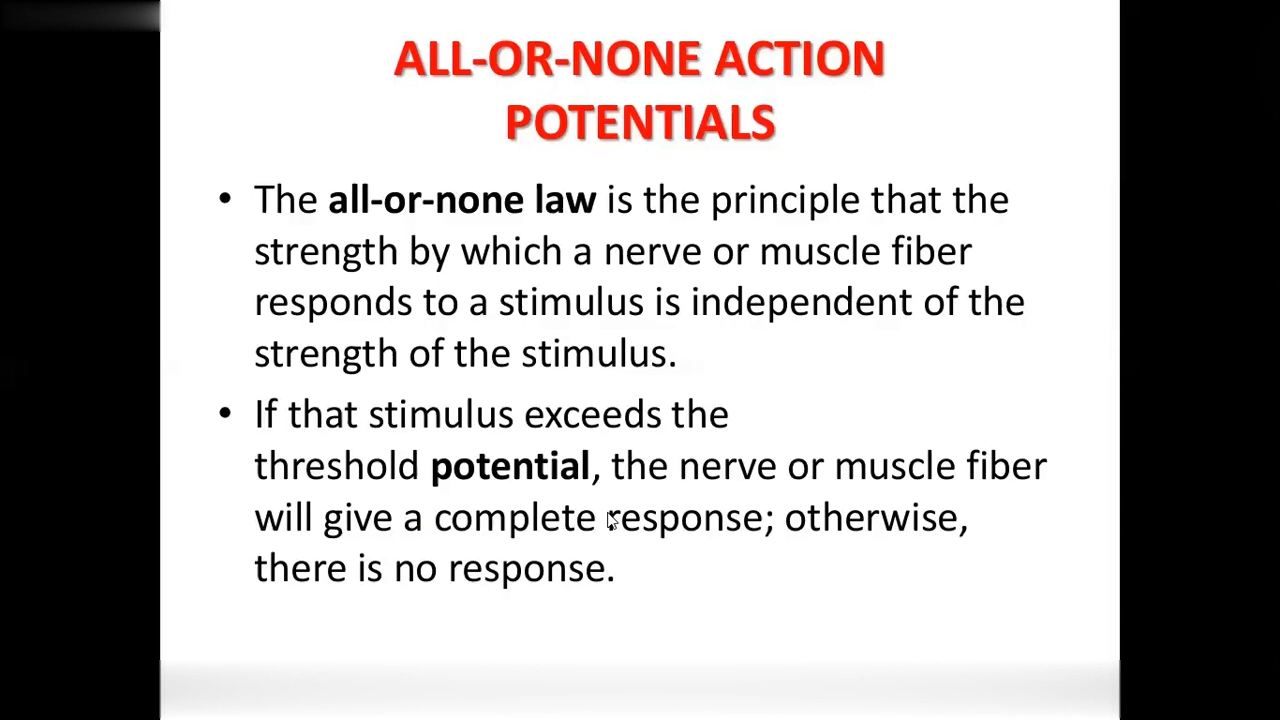 ALL-OR-NONE ACTION
POTENTIALS
• The all-or-none law is the principle that the
strength by which a nerve or muscle fiber
responds to a stimulus is independent of the
strength of the stimulus.
• If that stimulus exceeds the
threshold potential, the nerve or muscle fiber
will give a complete response; otherwise,
there is no response.